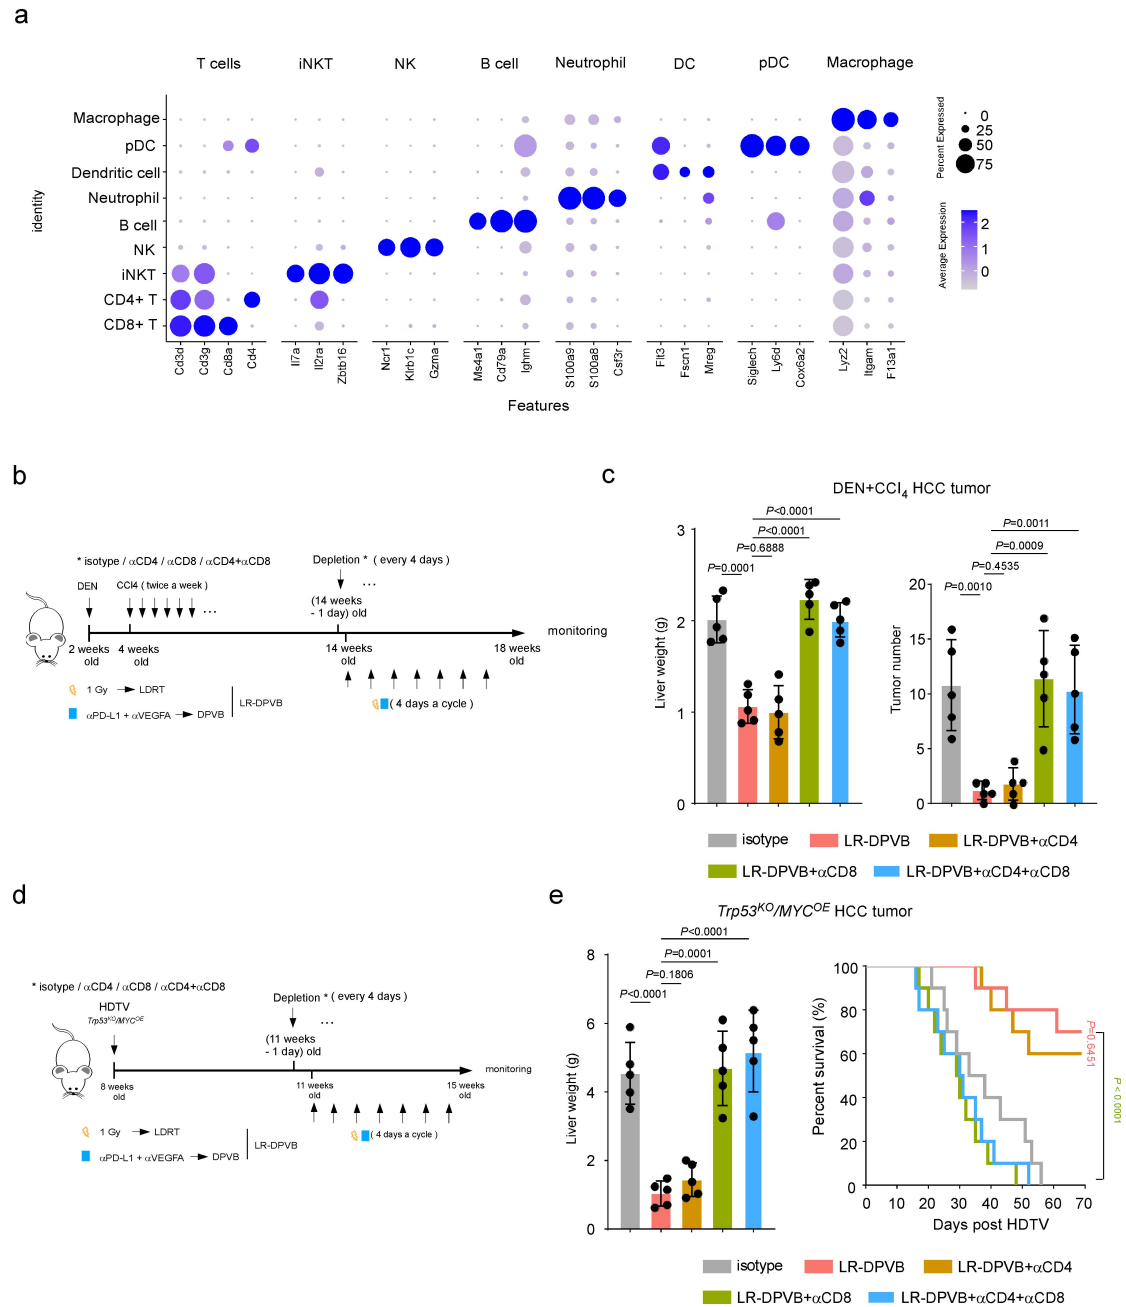 a
T cells iNKT NK B cell Neutrophil DC pDC Macrophage
identity
Macrophage
pDC
Dendritic cell
Neutrophil
B cell
NK
iNKT
CD4+ T
CD8+ T
Cd3d Cd3g Cd8a Cd4 Il7a Il2ra Zbtb16 Ncr1 Klrb1c Gzma Ms4a1 Cd79a Ighm S100a9 S100a8 Csf3r Flt3 Fscn1 Mreg Siglech Ly6d Cox6a2 Lyz2 Itgam F13a1
Features
Percent Expressed
0
25
50
75
Average Expression
2
1
0
b
* isotype / αCD4 / αCD8 / αCD4+αCD8
Depletion * ( every 4 days )
DEN CCl4 ( twice a week )
...
...
(14 weeks
- 1 day) old
monitoring
2 weeks
old
4 weeks
old
14 weeks
old
18 weeks
old
1 Gy LDRT
αPD-L1 + αVEGFA DPVB
LR-DPVB
( 4 days a cycle )
c
DEN+CCl4 HCC tumor
P<0.0001
P<0.0001
P=0.6888
P=0.0001
Liver weight (g)
3
2
1
0
P=0.0011
P=0.0009
P=0.4535
P=0.0010
Tumor number
20
15
10
5
0
isotype LR-DPVB LR-DPVB+αCD4
LR-DPVB+αCD8 LR-DPVB+αCD4+αCD8
d
* isotype / αCD4 / αCD8 / αCD4+αCD8
HDTV
Trp53KO/MYCOE
Depletion * ( every 4 days )
...
(11 weeks
- 1 day) old
monitoring
8 weeks
old
11 weeks
old
15 weeks
old
1 Gy LDRT
αPD-L1 + αVEGFA DPVB
LR-DPVB
( 4 days a cycle )
e
Trp53KO/MYCOE HCC tumor
P<0.0001
P=0.0001
P=0.1806
P<0.0001
Liver weight (g)
8
6
4
2
0
Percent survival (%)
100
80
60
40
20
0
0 10 20 30 40 50 60 70
Days post HDTV
P=0.6451
P < 0.0001
isotype LR-DPVB LR-DPVB+αCD4
LR-DPVB+αCD8 LR-DPVB+αCD4+αCD8